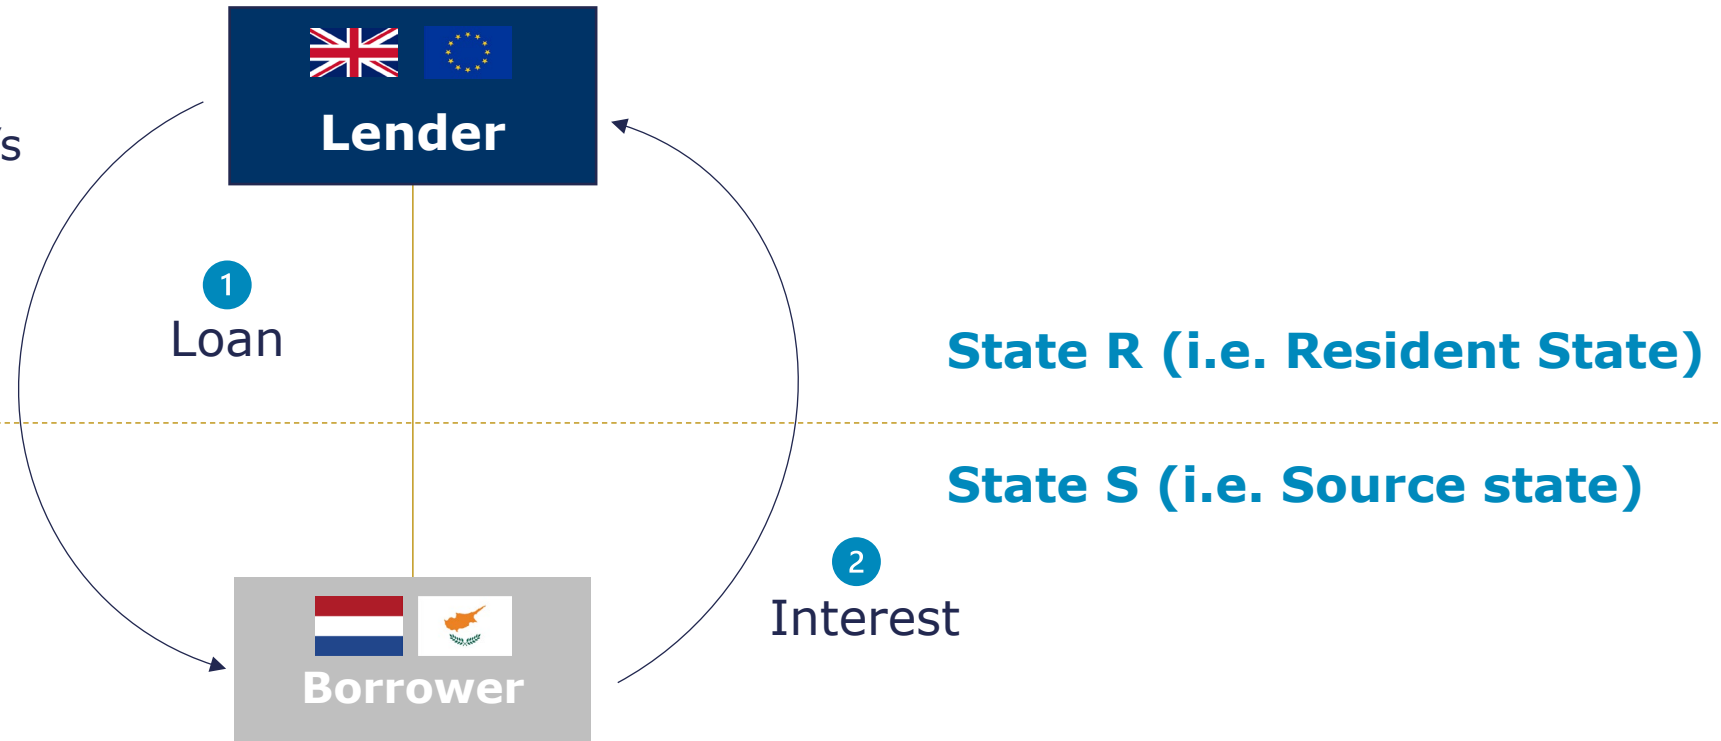 Lender
1
Loan
State R (i.e. Resident State)
State S (i.e. Source state)
2
Interest
Borrower